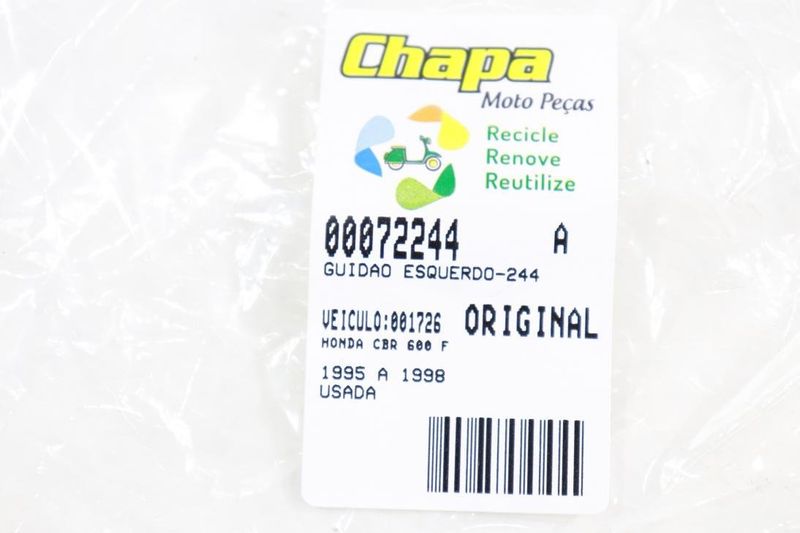 Chapa
Moto Peças
Recicle
Renove
Reutilize
00072244 A
GUIDAO ESQUERDO-244
VEICULO:001726 ORIGINAL
HONDA CBR 600 F
1995 A 1998
USADA